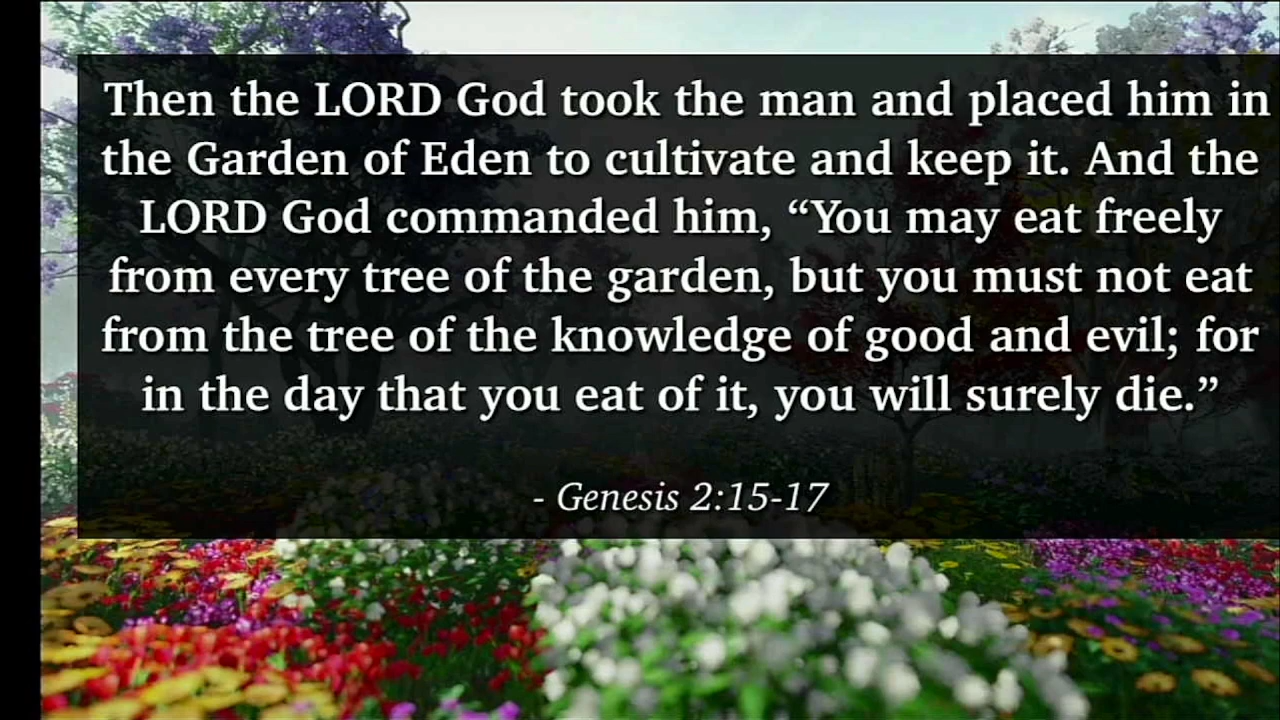 Then the LORD God took the man and placed him in
the Garden of Eden to cultivate and keep it. And the
LORD God commanded him, “You may eat freely
from every tree of the garden, but you must not eat
from the tree of the knowledge of good and evil; for
in the day that you eat of it, you will surely die.”
- Genesis 2:15-17